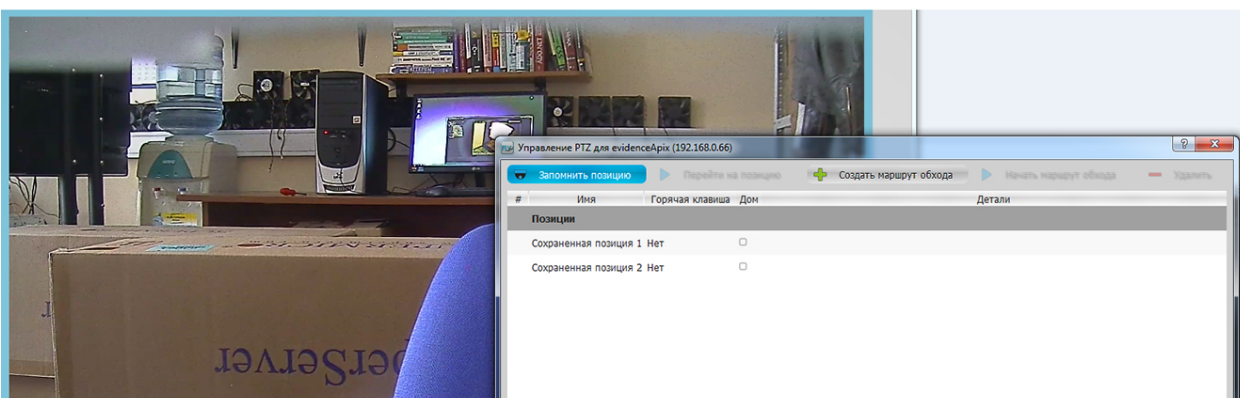 Управление PTZ для evidenceApix (192.168.0.66)
Запомнить позицию Перейти на позицию Создать маршрут обхода Начать маршрут обхода Удалить
# Имя Горячая клавиша Дом Детали
Позиции
Сохраненная позиция 1 Нет
Сохраненная позиция 2 Нет
perServer